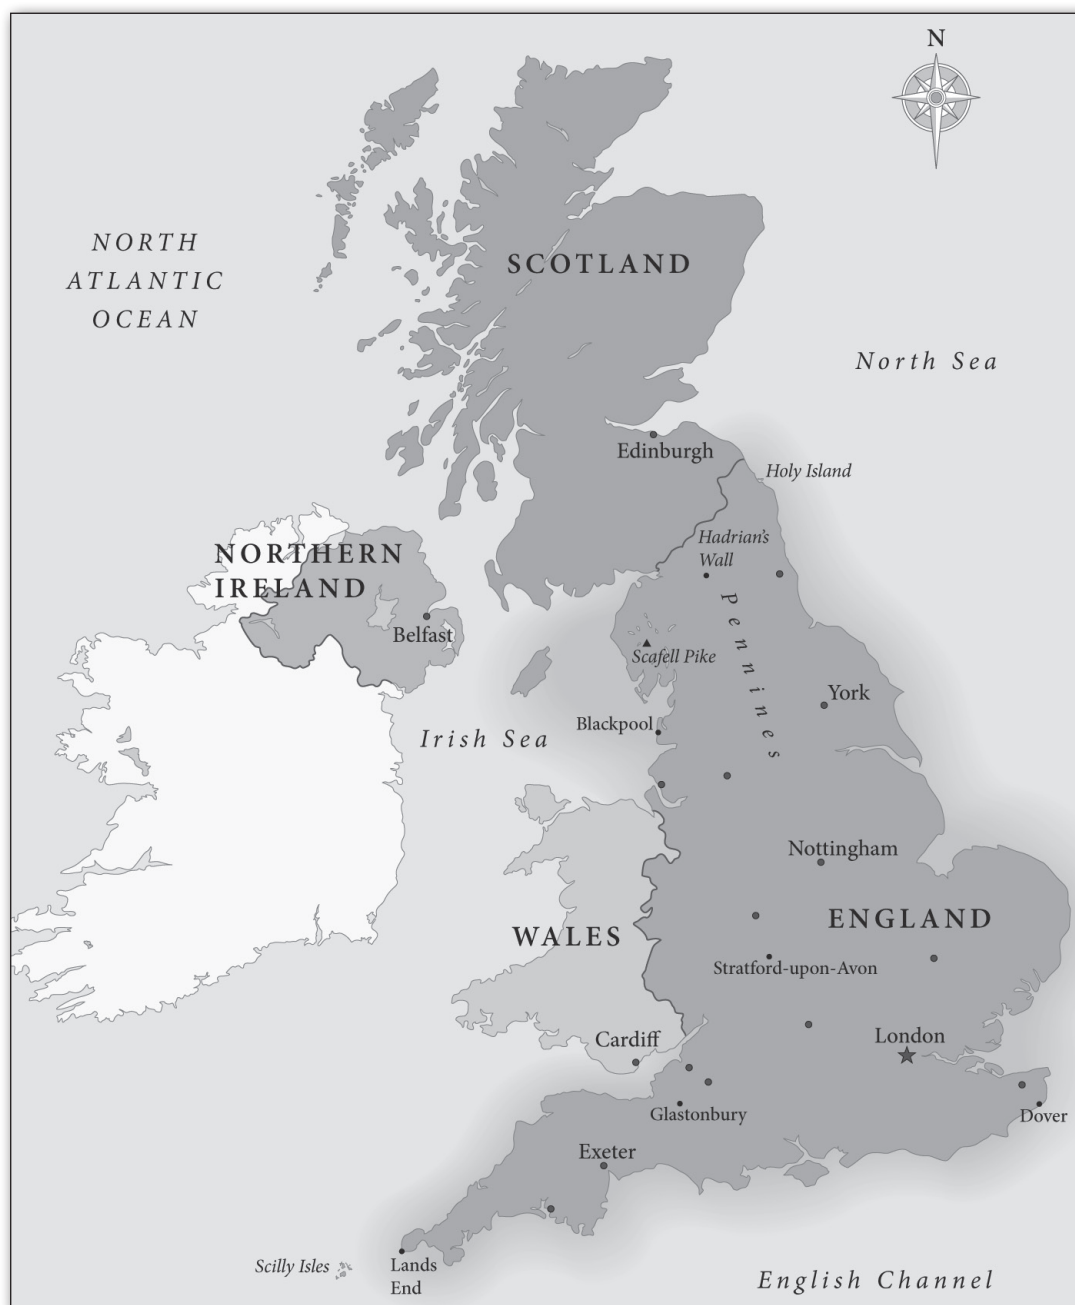 N
NORTH
ATLANTIC
OCEAN
SCOTLAND
North Sea
Edinburgh
Holy Island
Hadrian's
Wall
NORTHERN
IRELAND
Belfast
Pennines
Scafell Pike
York
Blackpool
Irish Sea
Nottingham
ENGLAND
WALES
Stratford-upon-Avon
Cardiff
London
Glastonbury
Dover
Exeter
Scilly Isles
Lands
End
English Channel